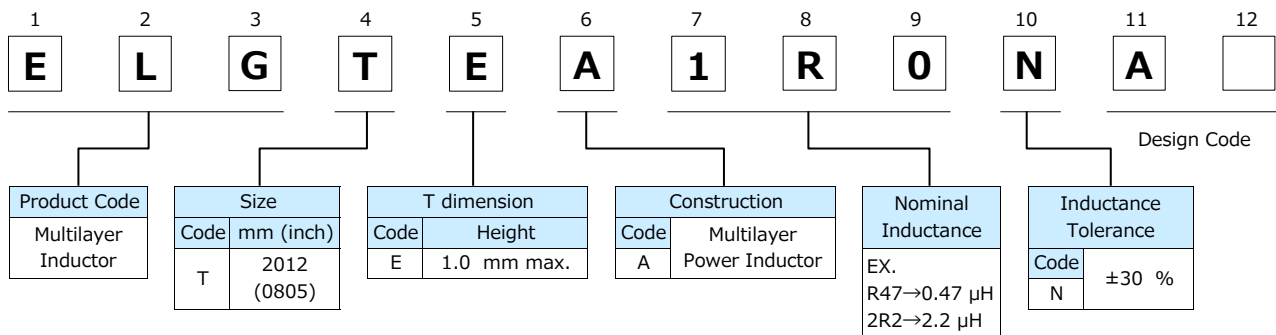 1 2 3 4 5 6 7 8 9 10 11 12
E L G T E A 1 R 0 N A
Design Code
Product Code
Multilayer
Inductor
Size
Code mm (inch)
T 2012
(0805)
T dimension
Code Height
E 1.0 mm max.
Construction
Code Multilayer
A Power Inductor
Nominal
Inductance
EX.
R47→0.47 µH
2R2→2.2 µH
Inductance
Tolerance
Code ±30 %
N